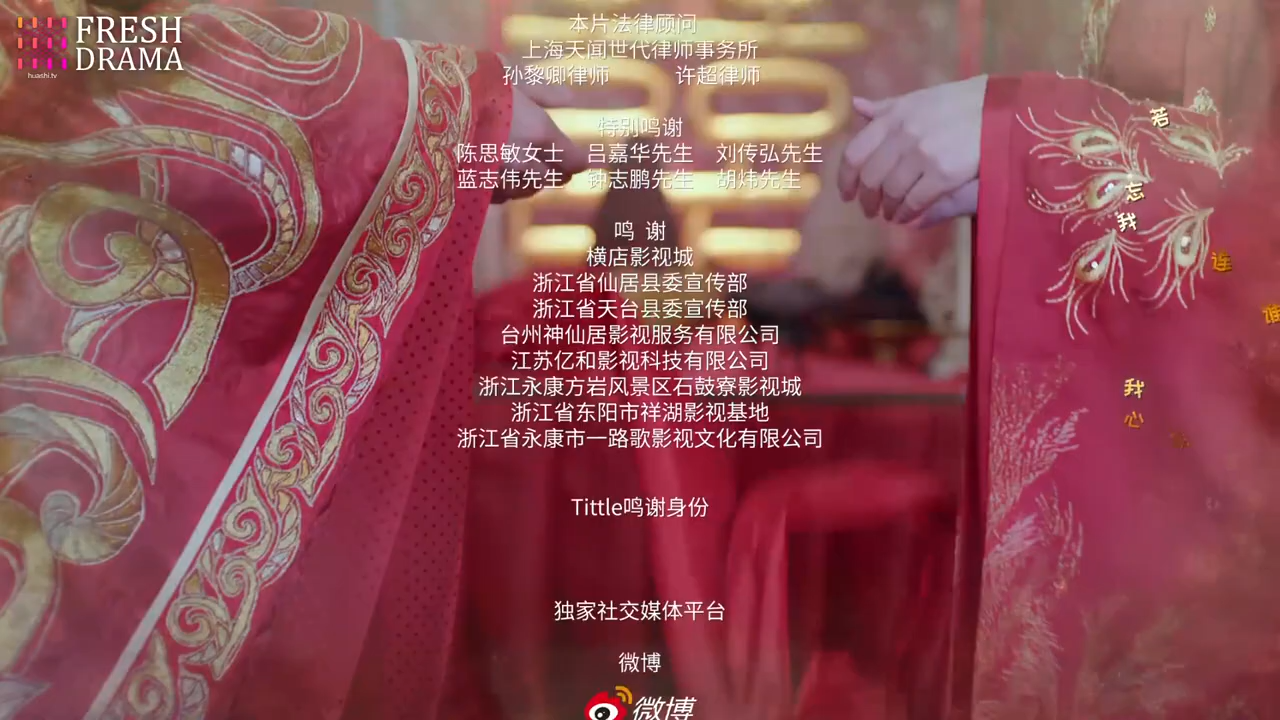 FRESH
DRAMA
huashi.tv
本片法律顾问
上海天闻世代律师事务所
孙黎卿律师 许超律师
特别鸣谢
陈思敏女士 吕嘉华先生 刘传弘先生
蓝志伟先生 钟志鹏先生 胡炜先生
鸣 谢
横店影视城
浙江省仙居县委宣传部
浙江省天台县委宣传部
台州神仙居影视服务有限公司
江苏亿和影视科技有限公司
浙江永康方岩风景区石鼓寮影视城
浙江省东阳市祥湖影视基地
浙江省永康市一路歌影视文化有限公司
Tittle鸣谢身份
独家社交媒体平台
微博
微博
若
忘
我
连
谁
我
心